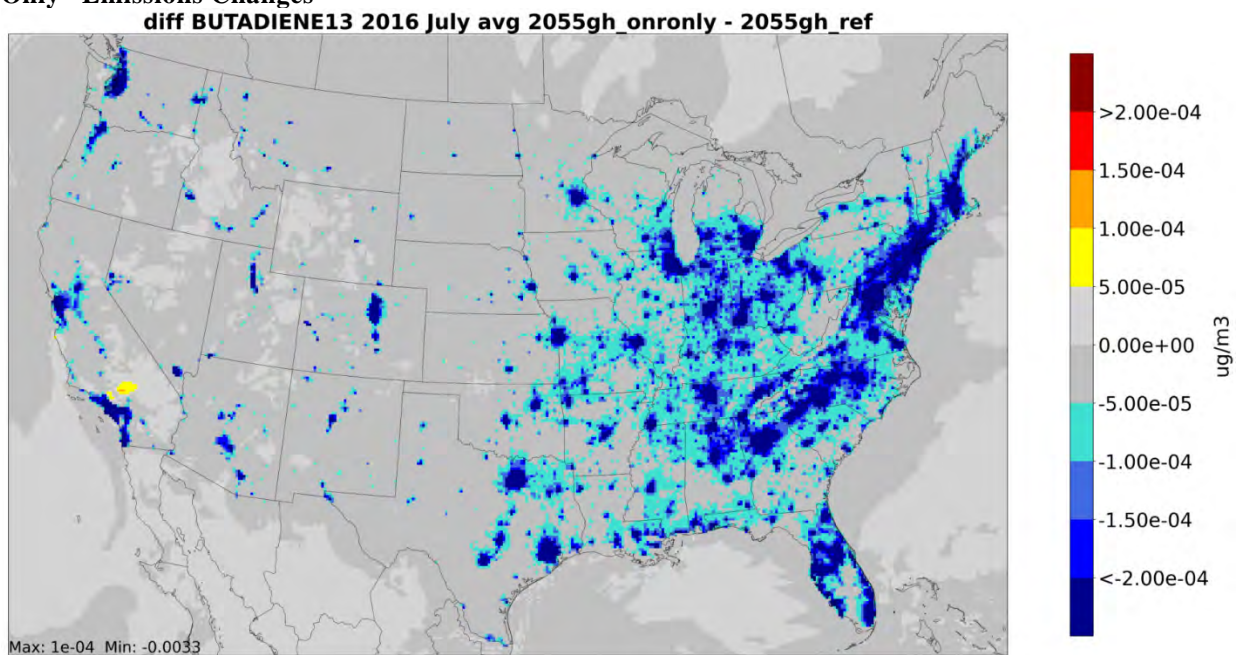 Only" Emissions Changes
diff BUTADIENE13 2016 July avg 2055gh_onronly - 2055gh_ref
>2.00e-04
1.50e-04
1.00e-04
5.00e-05
0.00e+00
-5.00e-05
-1.00e-04
-1.50e-04
<-2.00e-04
ug/m3
Max: 1e-04 Min: -0.0033